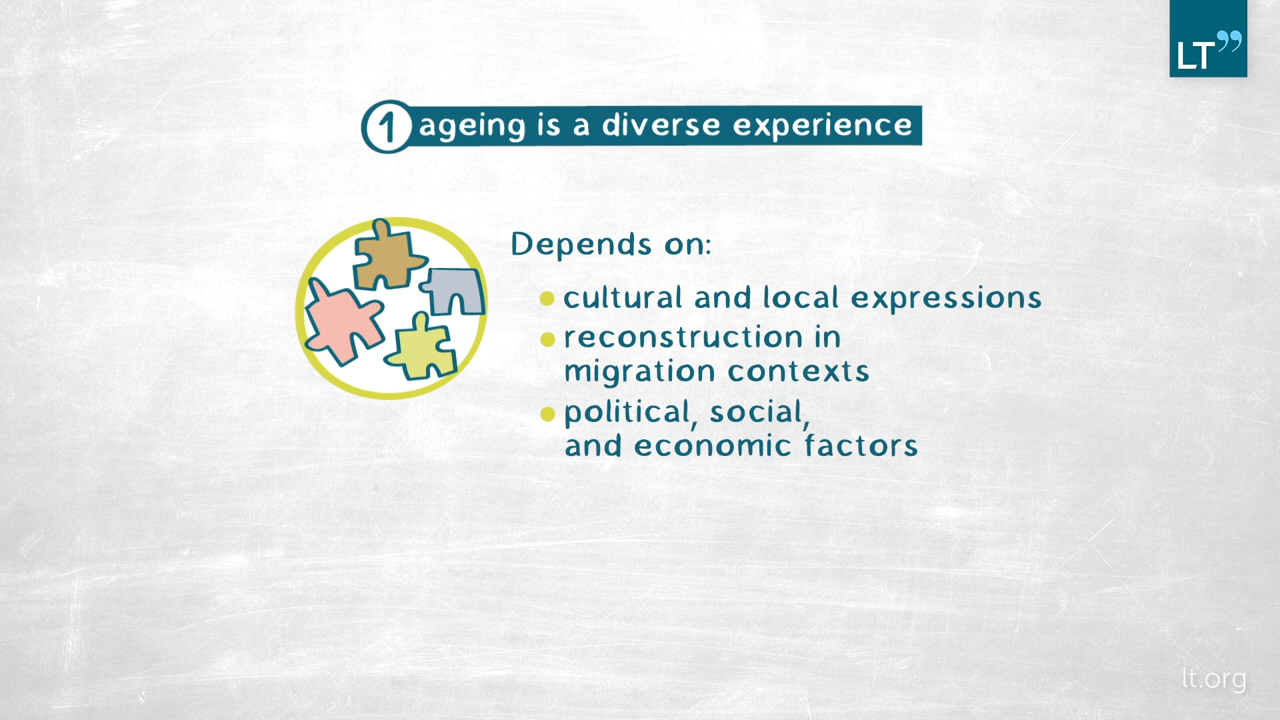 LT”
1 ageing is a diverse experience
Depends on:
cultural and local expressions
reconstruction in
migration contexts
political, social,
and economic factors
lt.org